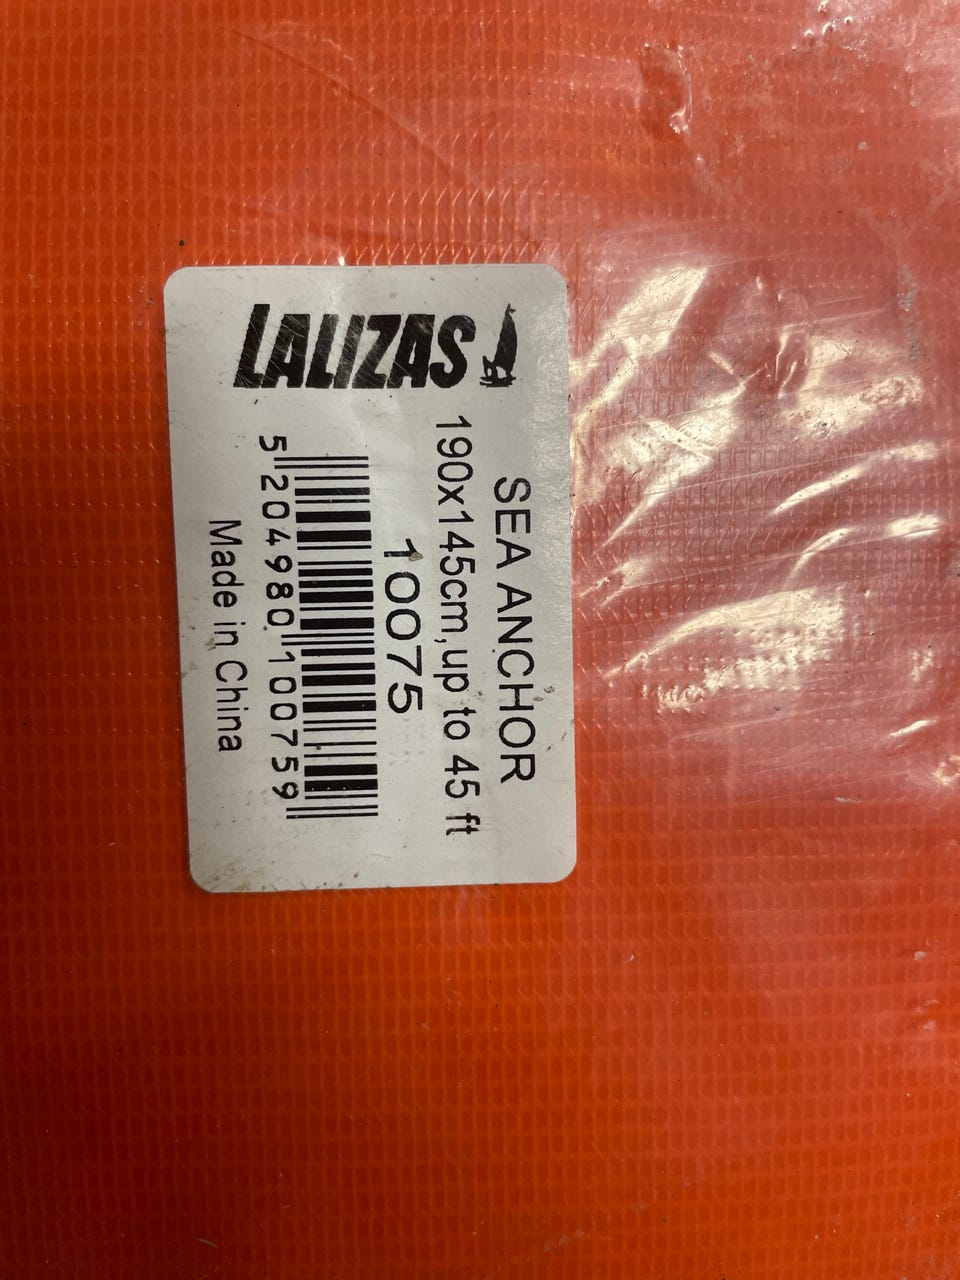 LALIZAS
SEA ANCHOR
190x145cm,up to 45 ft
10075
5 204980 100759
Made in China